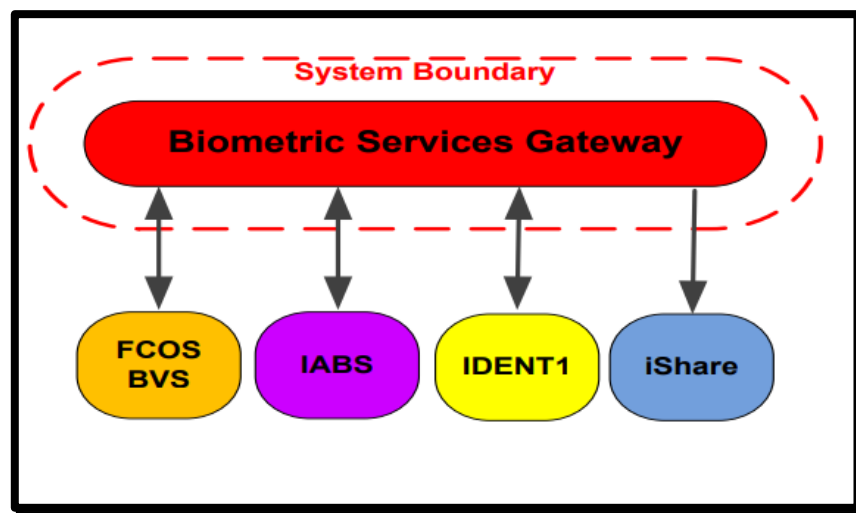 System Boundary
Biometric Services Gateway
FCOS
BVS
IABS
IDENT1
iShare